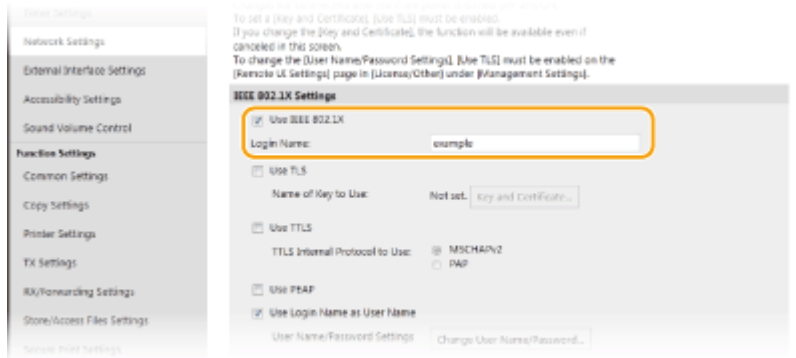 Timer Settings
Network Settings
External Interface Settings
Accessibility Settings
Sound Volume Control
Function Settings
Common Settings
Copy Settings
Printer Settings
TX Settings
RX/Forwarding Settings
Store/Access Files Settings
Secure Print Settings
To set a [Key and Certificate], [Use TLS] must be enabled.
If you change the [Key and Certificate], the function will be available even if
canceled in this screen.
To change the [User Name/Password Settings], [Use TLS] must be enabled on the
[Remote UI Settings] page in [License/Other] under [Management Settings].
IEEE 802.1X Settings
Use IEEE 802.1X
Login Name: example
Use TLS
Name of Key to Use: Not set. Key and Certificate...
Use TTLS
TTLS Internal Protocol to Use: MSCHAPv2
PAP
Use PEAP
Use Login Name as User Name
User Name/Password Settings Change User Name/Password...